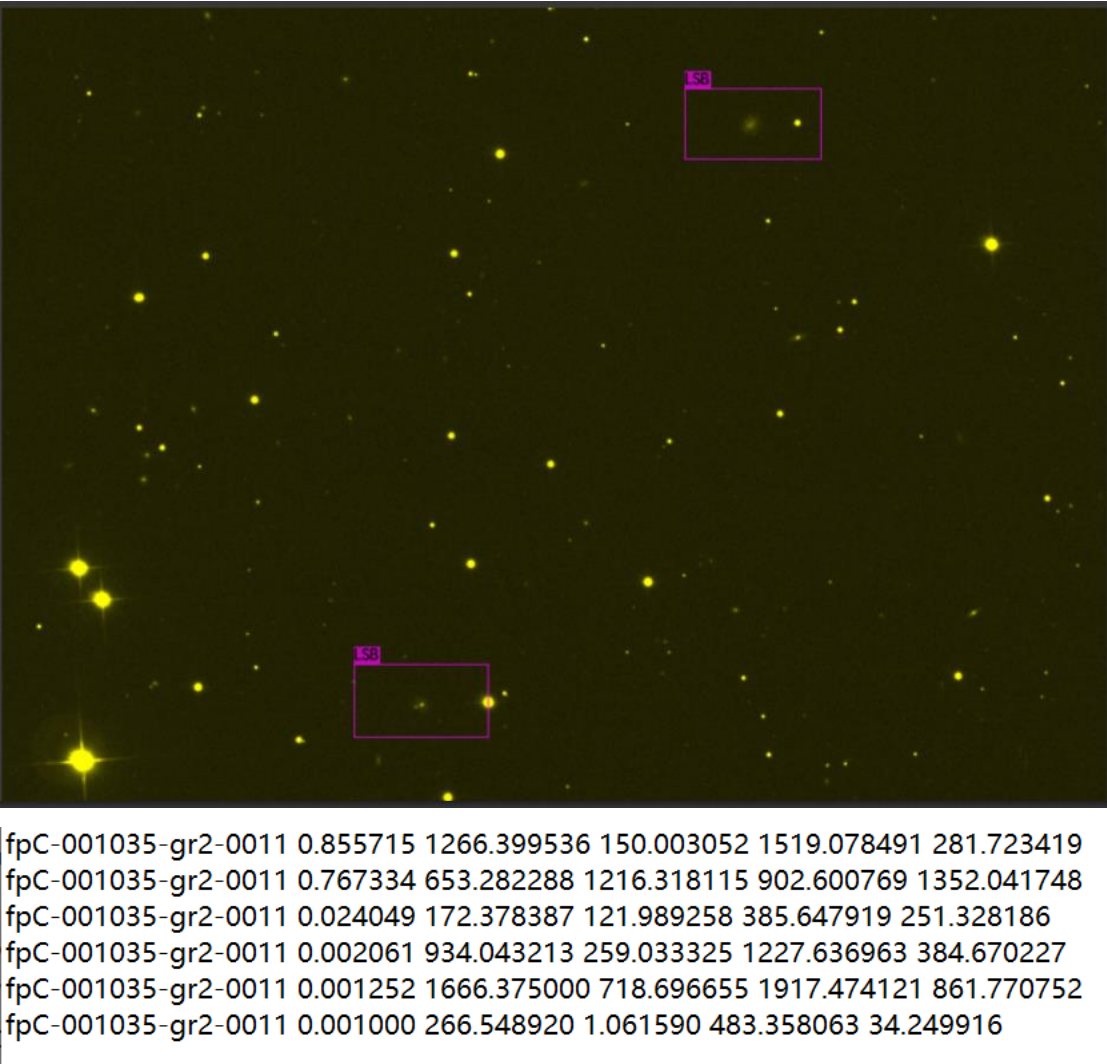 LSB
LSB
fpC-001035-gr2-0011 0.855715 1266.399536 150.003052 1519.078491 281.723419
fpC-001035-gr2-0011 0.767334 653.282288 1216.318115 902.600769 1352.041748
fpC-001035-gr2-0011 0.024049 172.378387 121.989258 385.647919 251.328186
fpC-001035-gr2-0011 0.002061 934.043213 259.033325 1227.636963 384.670227
fpC-001035-gr2-0011 0.001252 1666.375000 718.696655 1917.474121 861.770752
fpC-001035-gr2-0011 0.001000 266.548920 1.061590 483.358063 34.249916